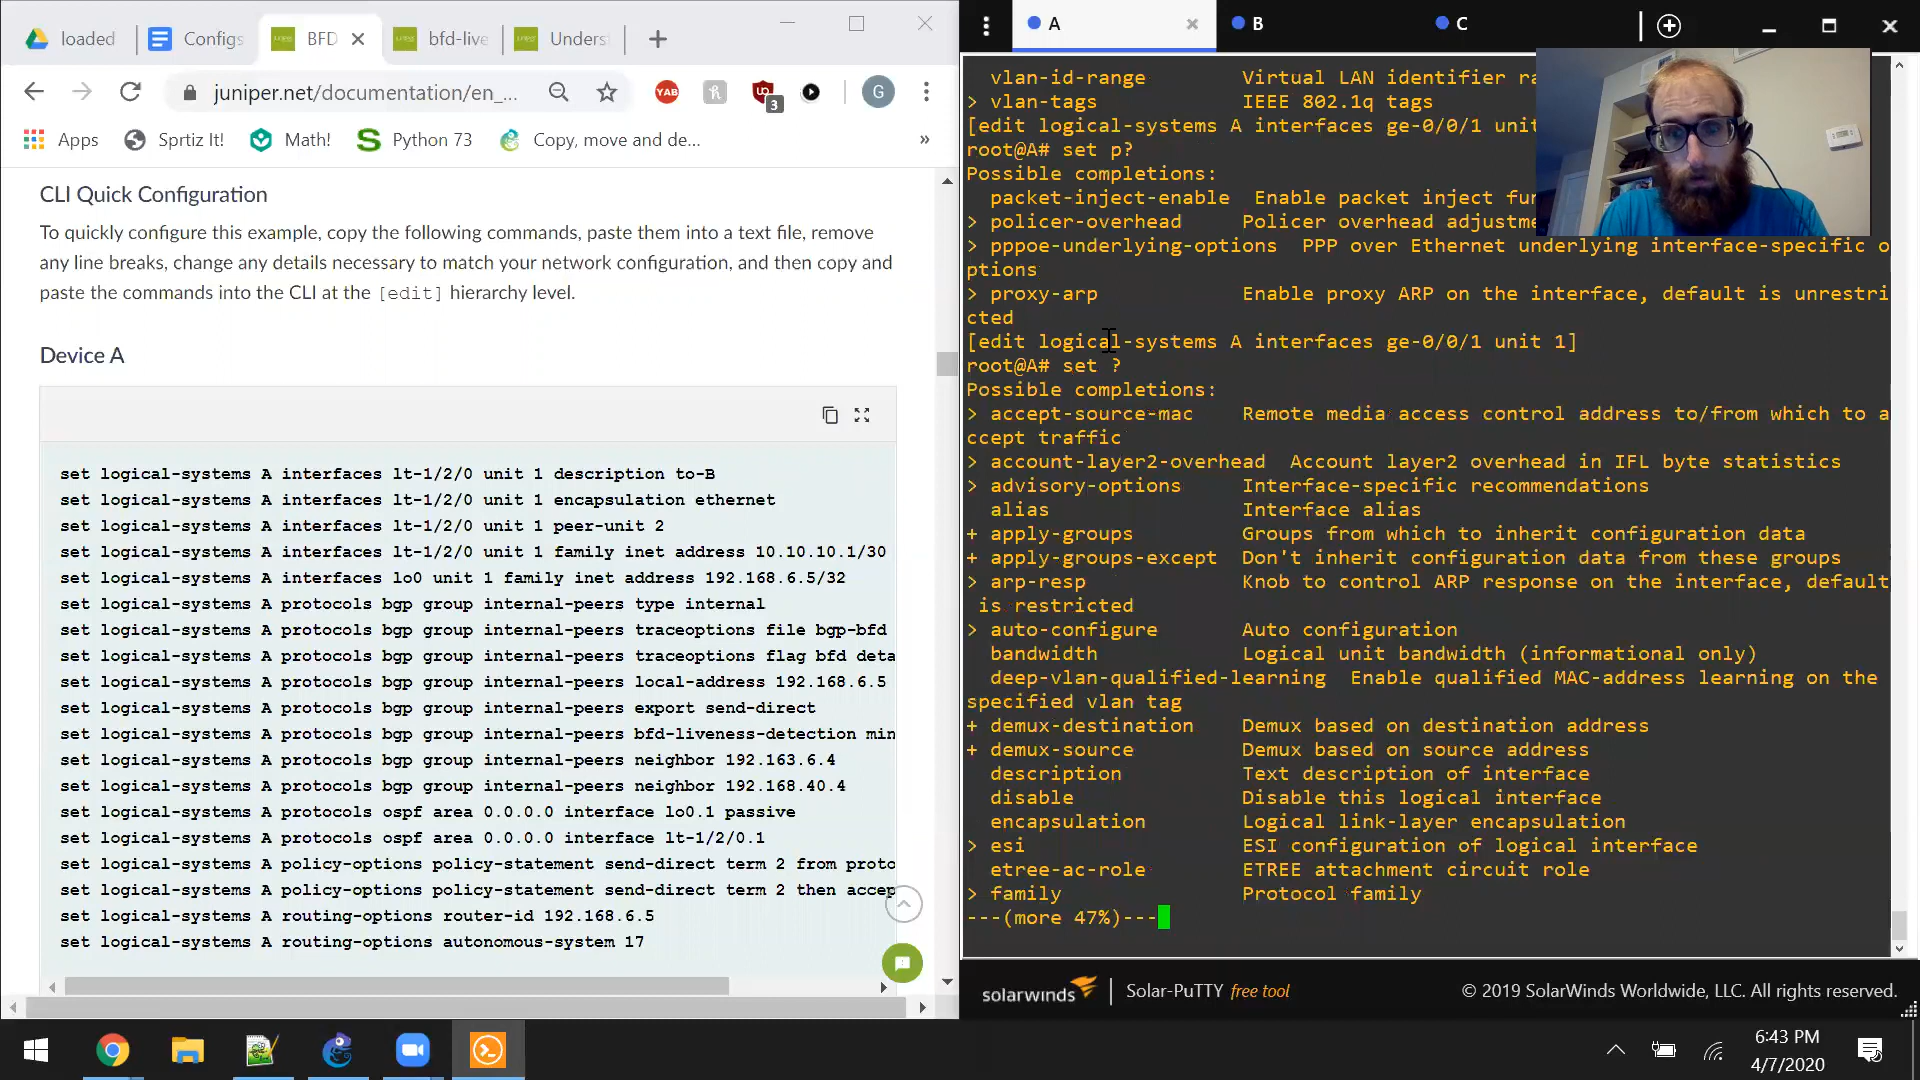 loaded
Configs
BFD
bfd-live
Unders
juniper.net/documentation/en_...
YAB
3
G
Apps
Sprtiz It!
Math!
Python 73
Copy, move and de...
»
CLI Quick Configuration
To quickly configure this example, copy the following commands, paste them into a text file, remove
any line breaks, change any details necessary to match your network configuration, and then copy and
paste the commands into the CLI at the [edit] hierarchy level.
Device A
set logical-systems A interfaces lt-1/2/0 unit 1 description to-B
set logical-systems A interfaces lt-1/2/0 unit 1 encapsulation ethernet
set logical-systems A interfaces lt-1/2/0 unit 1 peer-unit 2
set logical-systems A interfaces lt-1/2/0 unit 1 family inet address 10.10.10.1/30
set logical-systems A interfaces lo0 unit 1 family inet address 192.168.6.5/32
set logical-systems A protocols bgp group internal-peers type internal
set logical-systems A protocols bgp group internal-peers traceoptions file bgp-bfd
set logical-systems A protocols bgp group internal-peers traceoptions flag bfd deta
set logical-systems A protocols bgp group internal-peers local-address 192.168.6.5
set logical-systems A protocols bgp group internal-peers export send-direct
set logical-systems A protocols bgp group internal-peers bfd-liveness-detection min
set logical-systems A protocols bgp group internal-peers neighbor 192.163.6.4
set logical-systems A protocols bgp group internal-peers neighbor 192.168.40.4
set logical-systems A protocols ospf area 0.0.0.0 interface lo0.1 passive
set logical-systems A protocols ospf area 0.0.0.0 interface lt-1/2/0.1
set logical-systems A policy-options policy-statement send-direct term 2 from proto
set logical-systems A policy-options policy-statement send-direct term 2 then accep
set logical-systems A routing-options router-id 192.168.6.5
set logical-systems A routing-options autonomous-system 17
A
B
C
vlan-id-range Virtual LAN identifier ra
> vlan-tags IEEE 802.1q tags
[edit logical-systems A interfaces ge-0/0/1 unit
root@A# set p?
Possible completions:
packet-inject-enable Enable packet inject fun
> policer-overhead Policer overhead adjustme
> pppoe-underlying-options PPP over Ethernet underlying interface-specific o
ptions
> proxy-arp Enable proxy ARP on the interface, default is unrestri
cted
[edit logical-systems A interfaces ge-0/0/1 unit 1]
root@A# set ?
Possible completions:
> accept-source-mac Remote media access control address to/from which to a
ccept traffic
> account-layer2-overhead Account layer2 overhead in IFL byte statistics
> advisory-options Interface-specific recommendations
alias Interface alias
+ apply-groups Groups from which to inherit configuration data
+ apply-groups-except Don't inherit configuration data from these groups
> arp-resp Knob to control ARP response on the interface, default
is restricted
> auto-configure Auto configuration
bandwidth Logical unit bandwidth (informational only)
deep-vlan-qualified-learning Enable qualified MAC-address learning on the
specified vlan tag
+ demux-destination Demux based on destination address
+ demux-source Demux based on source address
description Text description of interface
disable Disable this logical interface
encapsulation Logical link-layer encapsulation
> esi ESI configuration of logical interface
etree-ac-role ETREE attachment circuit role
> family Protocol family
---(more 47%)---
solarwinds
Solar-PuTTY free tool
© 2019 SolarWinds Worldwide, LLC. All rights reserved.
6:43 PM
4/7/2020